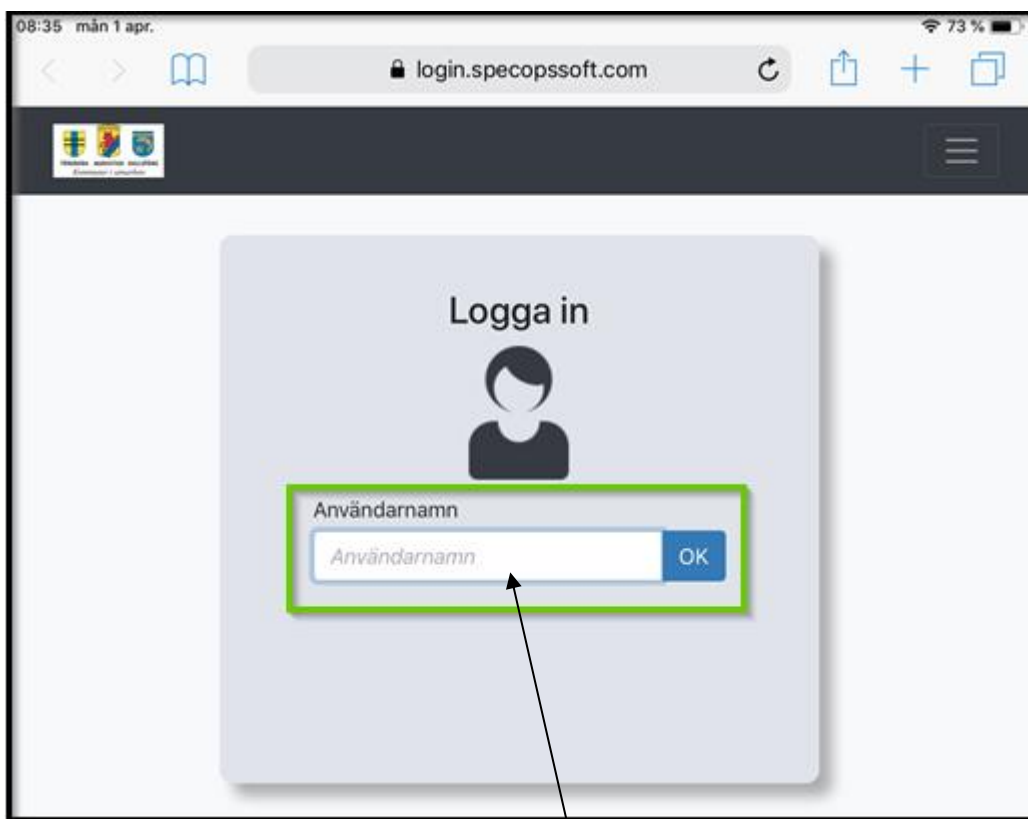 08:35 mån 1 apr.
73 %
login.specopssoft.com
Logga in
Användarnamn
Användarnamn
OK